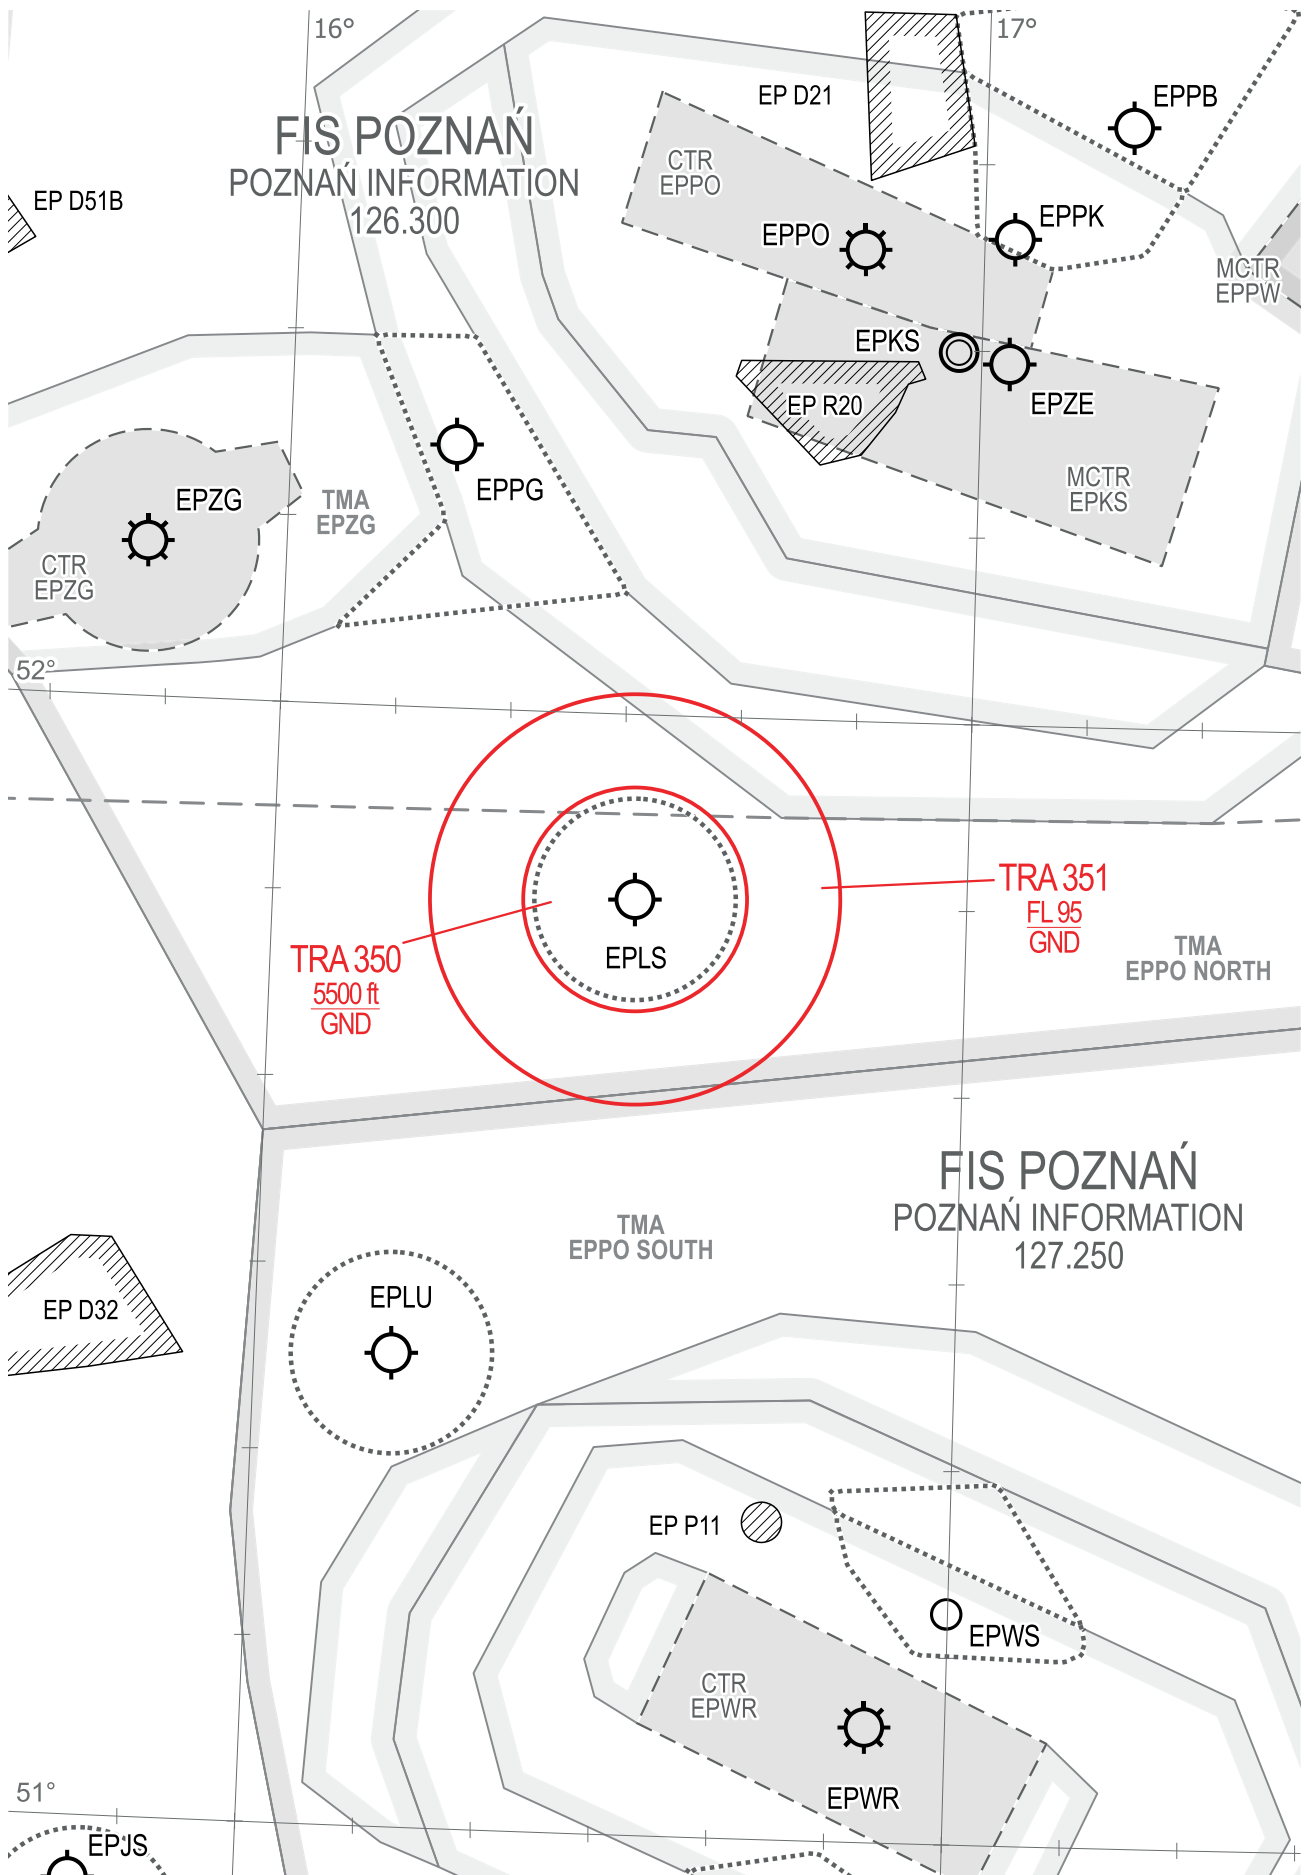 16°
17°
EP D21
EPPB
FIS POZNAŃ
POZNAŃ INFORMATION
126.300
CTR
EPPO
EP D51B
EPPO
EPPK
MCTR
EPPW
EPKS
EPZE
EP R20
EPZG
TMA
EPZG
EPPG
MCTR
EPKS
CTR
EPZG
52°
TRA 351
FL 95
GND
TRA 350
5500 ft
GND
EPLS
TMA
EPPO NORTH
FIS POZNAŃ
POZNAŃ INFORMATION
127.250
TMA
EPPO SOUTH
EPLU
EP D32
EP P11
EPWS
CTR
EPWR
EPWR
51°
EPJS